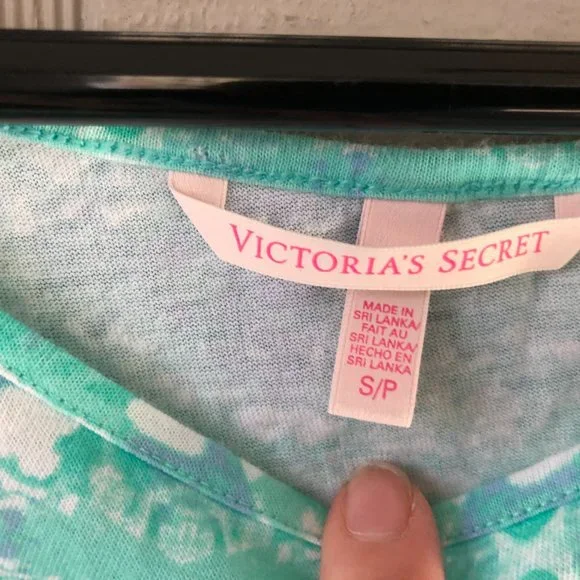 VICTORIA'S SECRET
MADE IN
SRI LANKA/
FAIT AU
SRI LANKA/
HECHO EN
SRI LANKA
S/P